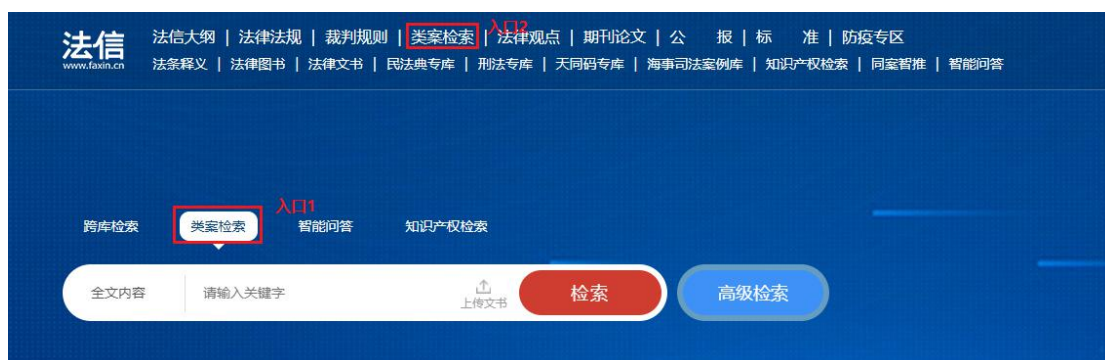 法信 法信大纲 | 法律法规 | 裁判规则 | 类案检索 | 法律观点 | 期刊论文 | 公 报 | 标 准 | 防疫专区
入口2
www.faxin.cn 法条释义 | 法律图书 | 法律文书 | 民法典专库 | 刑法专库 | 天同码专库 | 海事司法案例库 | 知识产权检索 | 同案智推 | 智能问答
入口1
跨库检索 类案检索 智能问答 知识产权检索
全文内容 请输入关键字 上传文书 检索 高级检索